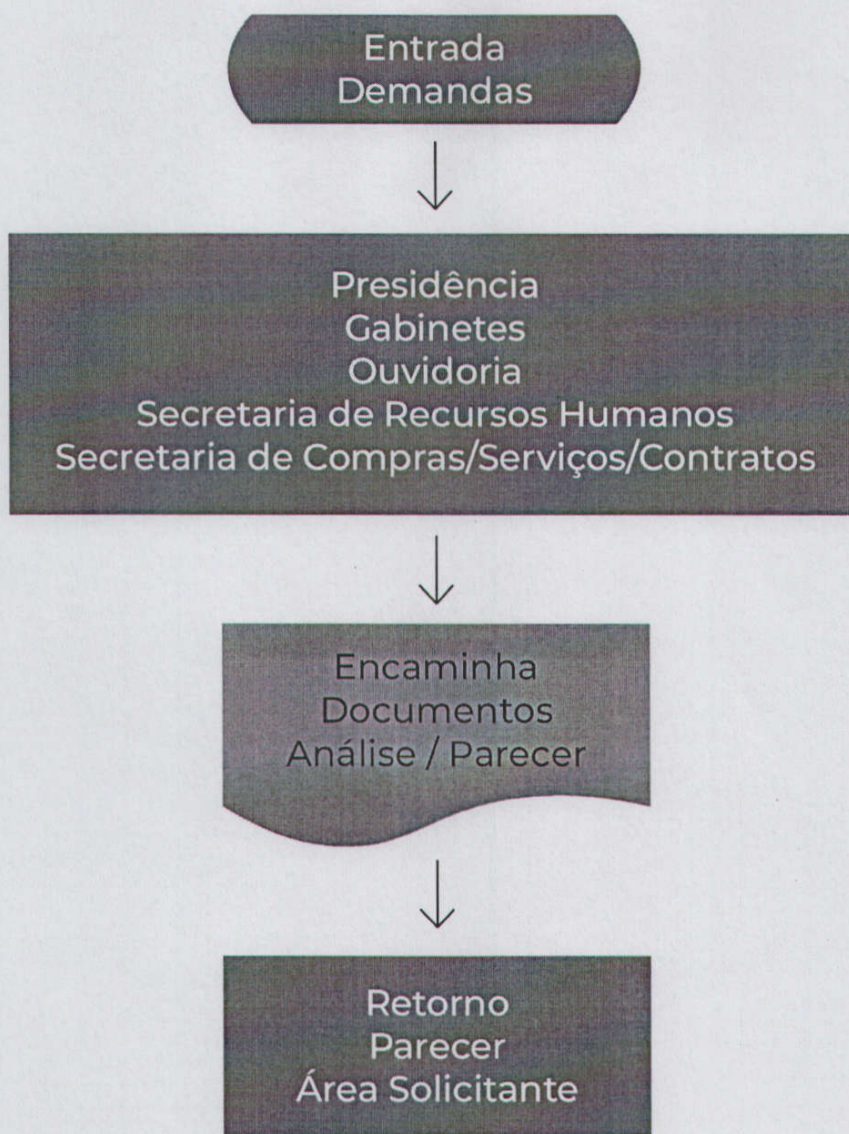 Entrada
Demandas
Presidência
Gabinetes
Ouvidoria
Secretaria de Recursos Humanos
Secretaria de Compras/Serviços/Contratos
Encaminha
Documentos
Análise / Parecer
Retorno
Parecer
Área Solicitante